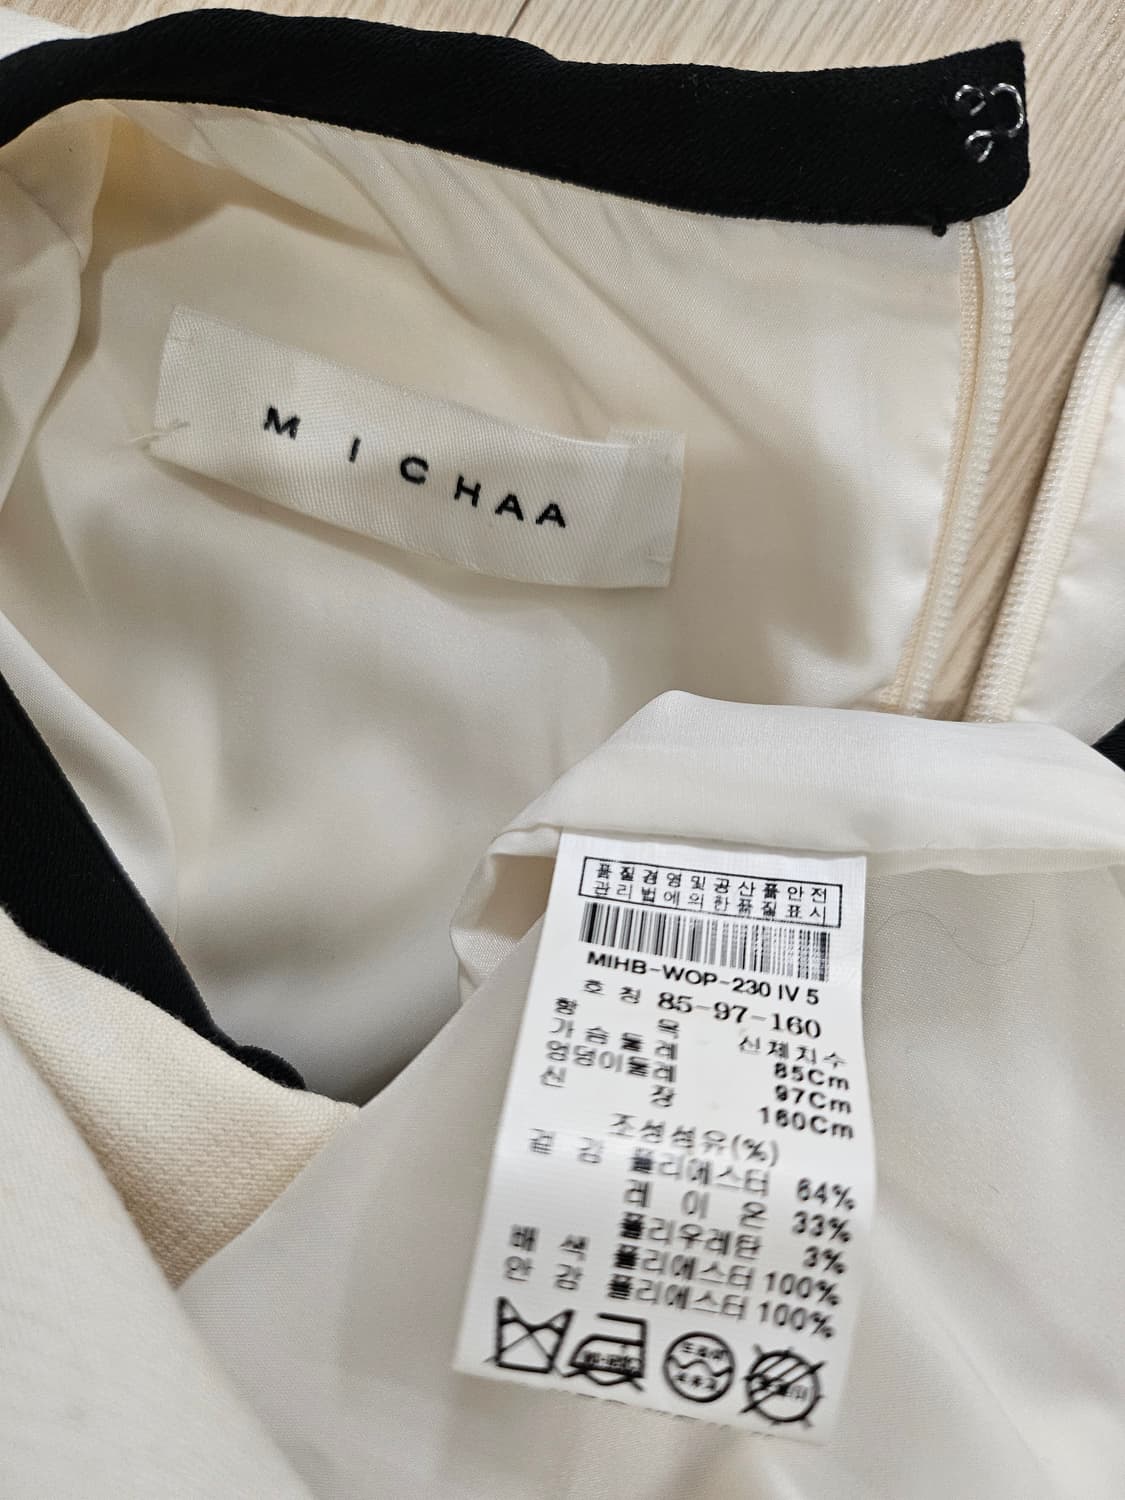 MICHAA
품질경영및공산품안전
관리법에의한품질표시
MIHB-WOP-230 IV 5
호칭 85-97-160
항목 신체치수
가슴둘레 85Cm
엉덩이둘레 97Cm
신장 160Cm
조성섬유(%)
겉감 폴리에스터 64%
레이온 33%
폴리우레탄 3%
배색 폴리에스터 100%
안감 폴리에스터 100%
드라이